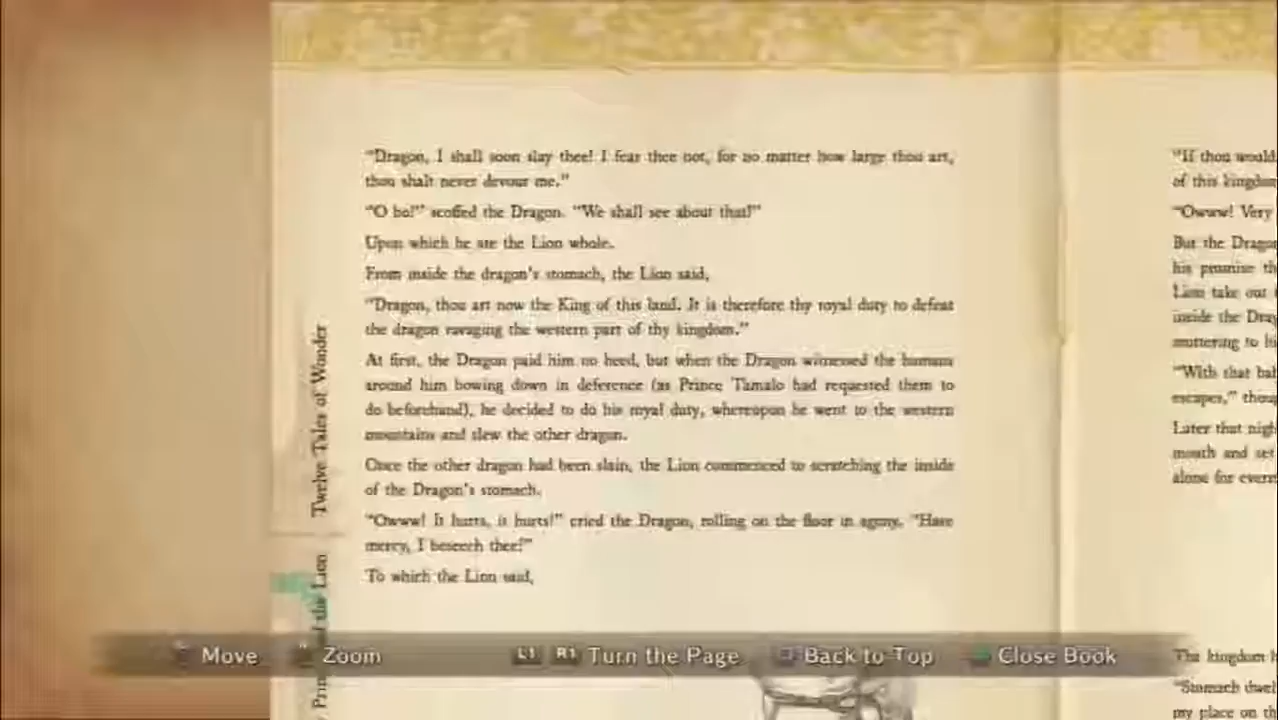 "Dragon, I shall soon slay thee! I fear thee not, for no matter how large thou art,
thou shalt never devour me."
"O ho!" scoffed the Dragon. "We shall see about that!"
Upon which he ate the Lion whole.
From inside the dragon's stomach, the Lion said,
"Dragon, thou art now the King of this land. It is therefore thy royal duty to defeat
the dragon ravaging the western part of thy kingdom."
At first, the Dragon paid him no heed, but when the Dragon witnessed the humans
around him bowing down in deference (as Prince Tamalo had requested them to
do beforehand), he decided to do his royal duty, whereupon he went to the western
mountains and slew the other dragon.
Once the other dragon had been slain, the Lion commenced to scratching the inside
of the Dragon's stomach.
"Owww! It hurts, it hurts!" cried the Dragon, rolling on the floor in agony. "Have
mercy, I beseech thee!"
To which the Lion said,
Twelve Tales of Wonder
and the Lion
"If thou would
of this kingdom
"Owww! Very
But the Dragon
his promise
Lion take out
inside the
muttering to
"With that
escapes,"
Later that
mouth and set
alone for
The kingdom
"Stomach
my place on
Move
Zoom
L1 R1 Turn the Page
Back to Top
Close Book